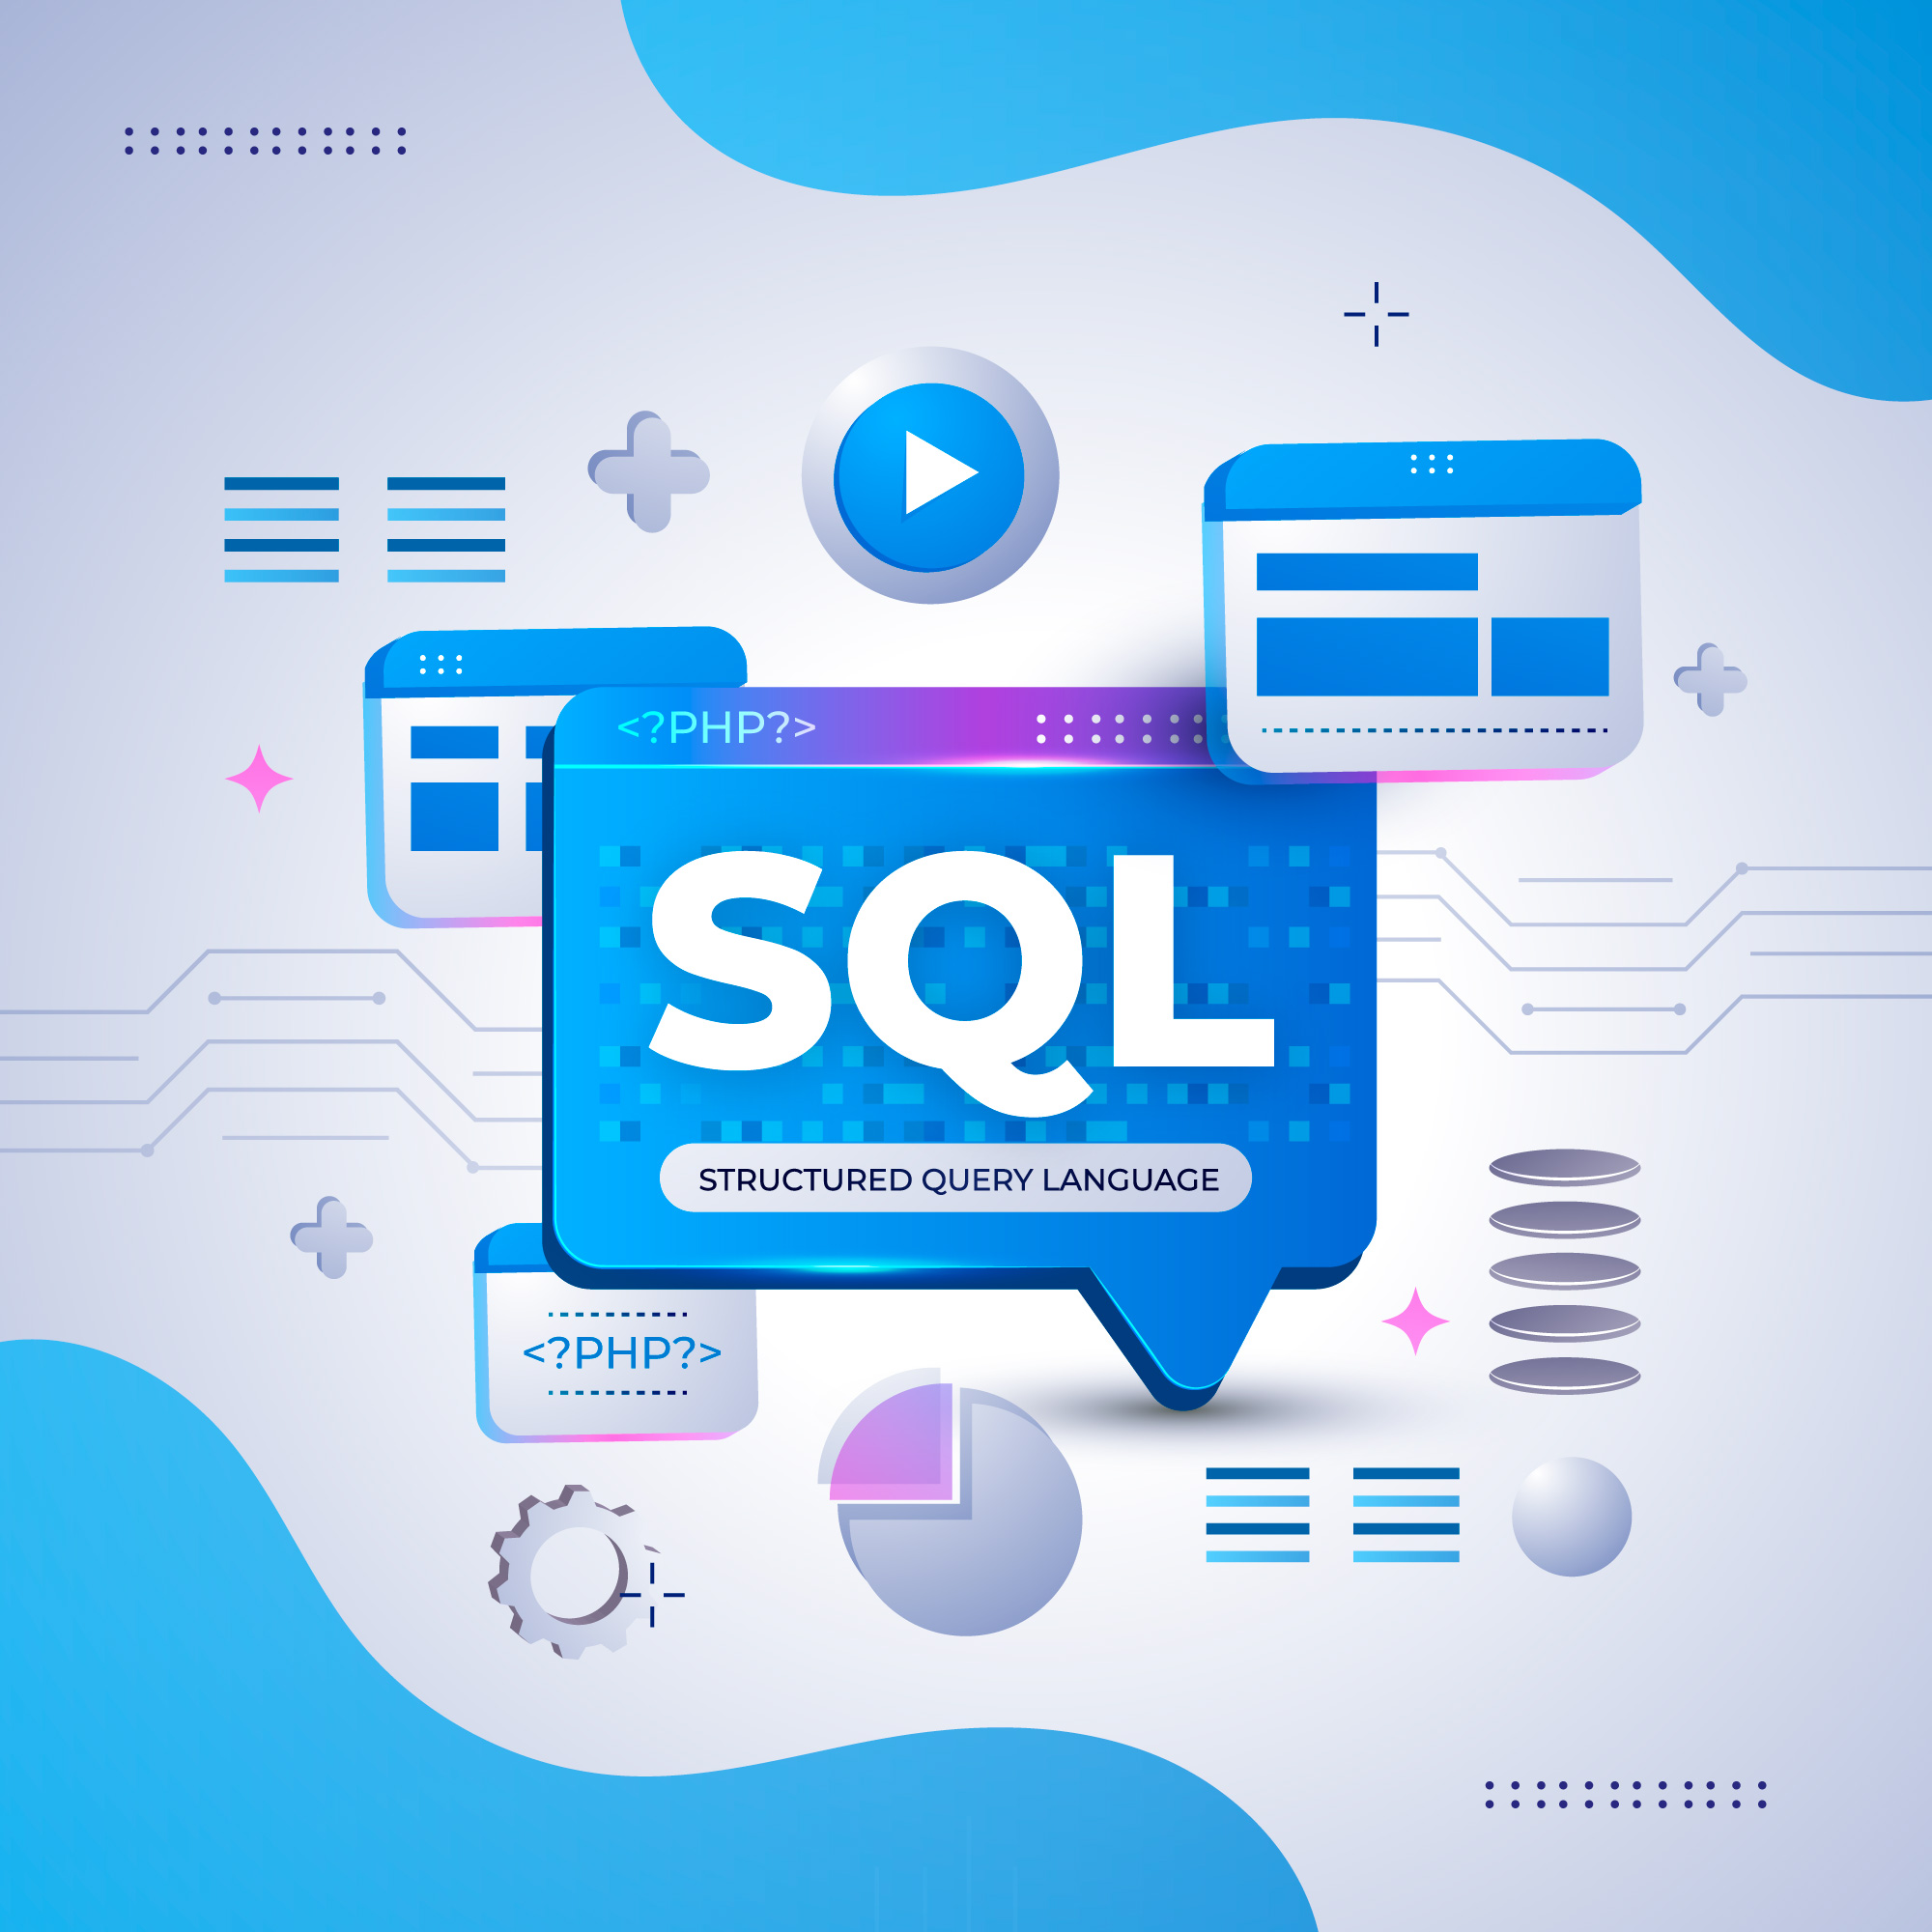 <?PHP?>
SQL
STRUCTURED QUERY LANGUAGE
<?PHP?>